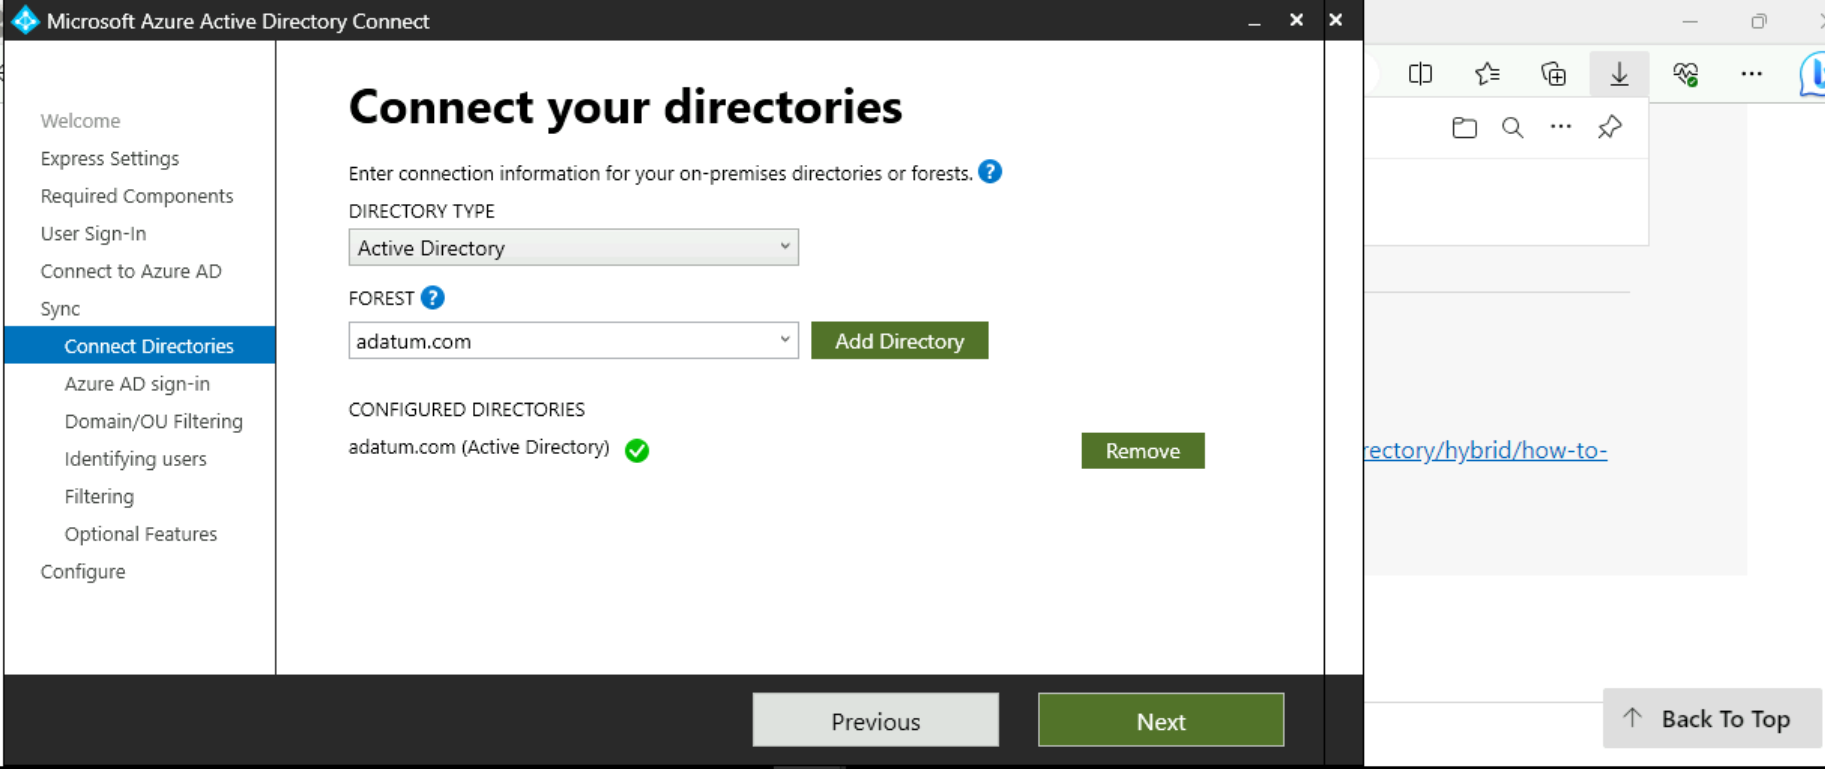 Microsoft Azure Active Directory Connect
Welcome
Express Settings
Required Components
User Sign-In
Connect to Azure AD
Sync
Connect Directories
Azure AD sign-in
Domain/OU Filtering
Identifying users
Filtering
Optional Features
Configure
Connect your directories
Enter connection information for your on-premises directories or forests. ?
DIRECTORY TYPE
Active Directory
FOREST ?
adatum.com
Add Directory
CONFIGURED DIRECTORIES
adatum.com (Active Directory)
Remove
Previous
Next
rectory/hybrid/how-to-
Back To Top